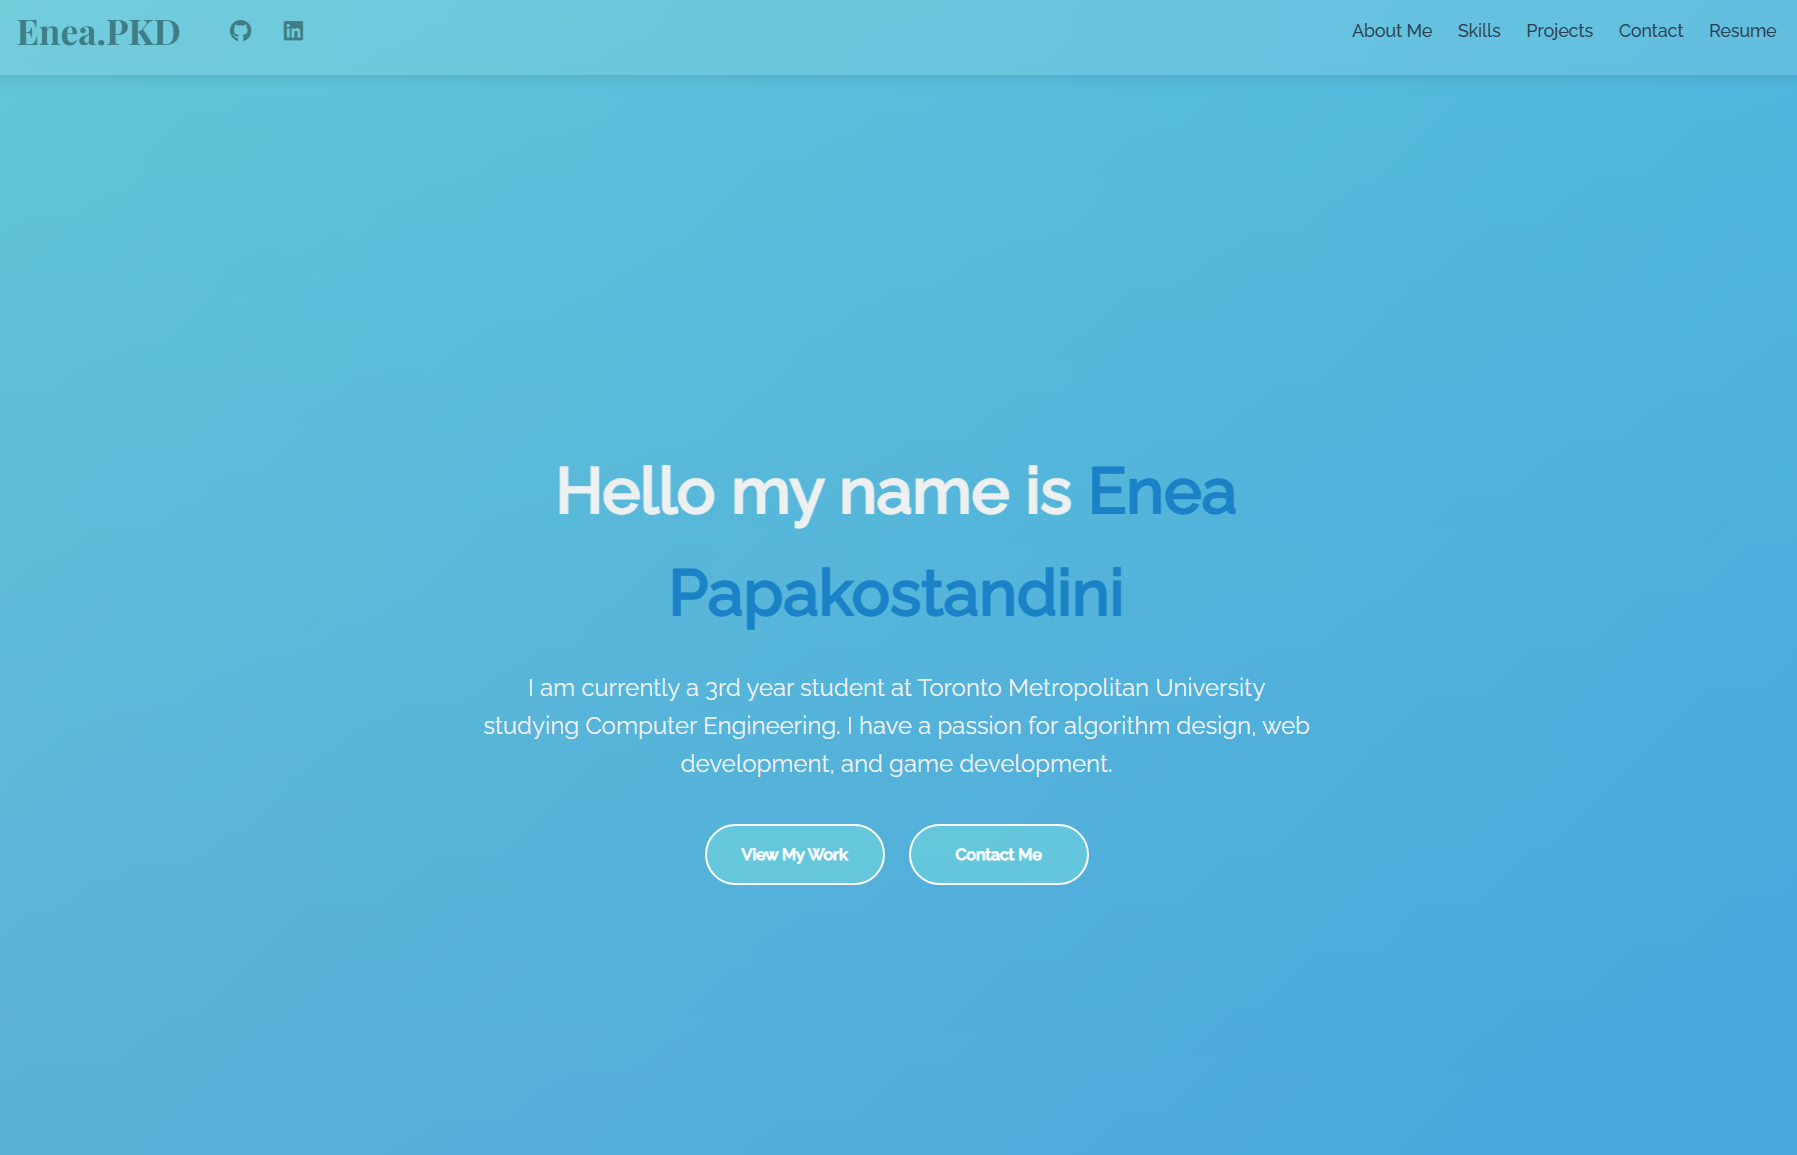 Enea.PKD
About Me Skills Projects Contact Resume
Hello my name is Enea
Papakostandini
I am currently a 3rd year student at Toronto Metropolitan University
studying Computer Engineering. I have a passion for algorithm design, web
development, and game development.
View My Work
Contact Me